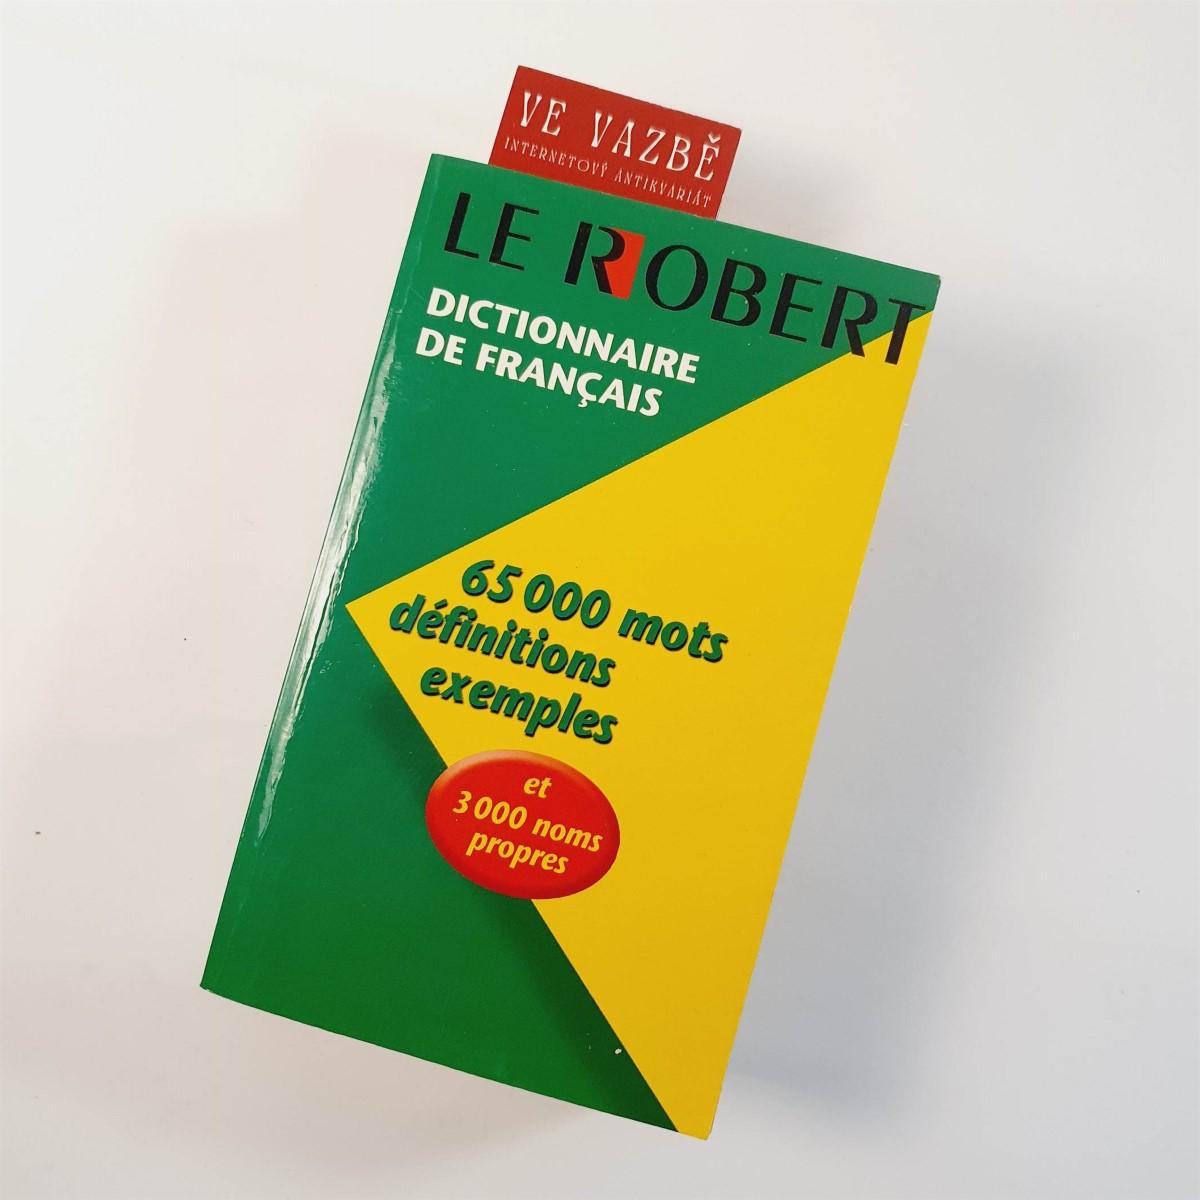 VE VAZBĚ
INTERNETOVÝ ANTIKVARIÁT
LE ROBERT
DICTIONNAIRE
DE FRANÇAIS
65 000 mots
définitions
exemples
et
3 000 noms
propres